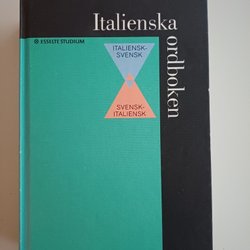 Italienska
ordboken
ESSELTE STUDIUM
ITALIENSK-
SVENSK
SVENSK-
ITALIENSK